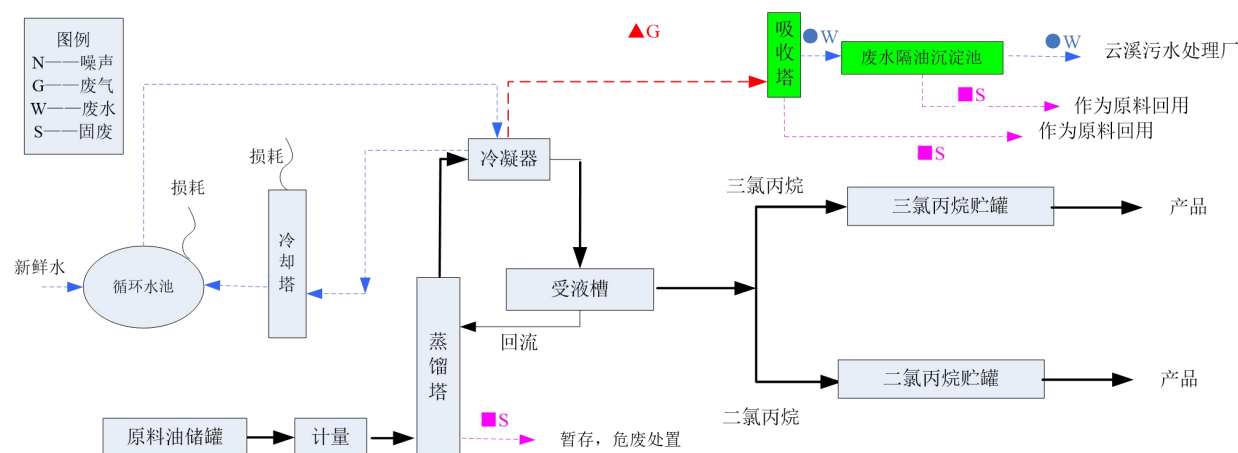 图例
N——噪声
G——废气
W——废水
S——固废
▲G
吸收塔
●W
废水隔油沉淀池
●W
云溪污水处理厂
■S
作为原料回用
■S
作为原料回用
冷凝器
损耗
损耗
冷却塔
新鲜水
循环水池
三氯丙烷
三氯丙烷贮罐
产品
受液槽
回流
蒸馏塔
二氯丙烷
二氯丙烷贮罐
产品
原料油储罐
计量
■S
暂存，危废处置